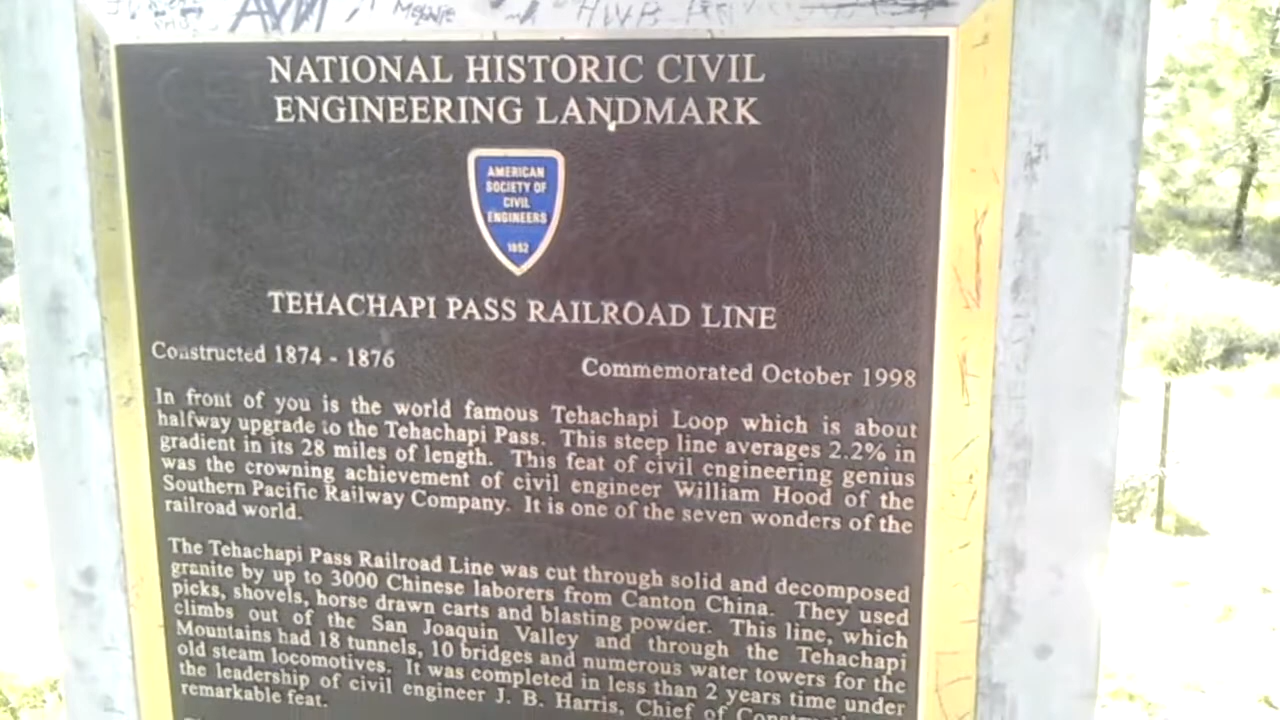 Melanie
NATIONAL HISTORIC CIVIL
ENGINEERING LANDMARK
AMERICAN
SOCIETY OF
CIVIL
ENGINEERS
1852
TEHACHAPI PASS RAILROAD LINE
Constructed 1874 - 1876
Commemorated October 1998
In front of you is the world famous Tehachapi Loop which is about
halfway upgrade to the Tehachapi Pass. This steep line averages 2.2% in
gradient in its 28 miles of length. This feat of civil engineering genius
was the crowning achievement of civil engineer William Hood of the
Southern Pacific Railway Company. It is one of the seven wonders of the
railroad world.
The Tehachapi Pass Railroad Line was cut through solid and decomposed
granite by up to 3000 Chinese laborers from Canton China. They used
picks, shovels, horse drawn carts and blasting powder. This line, which
climbs out of the San Joaquin Valley and through the Tehachapi
Mountains had 18 tunnels, 10 bridges and numerous water towers for the
old steam locomotives. It was completed in less than 2 years time under
the leadership of civil engineer J. B. Harris, Chief of
remarkable feat.